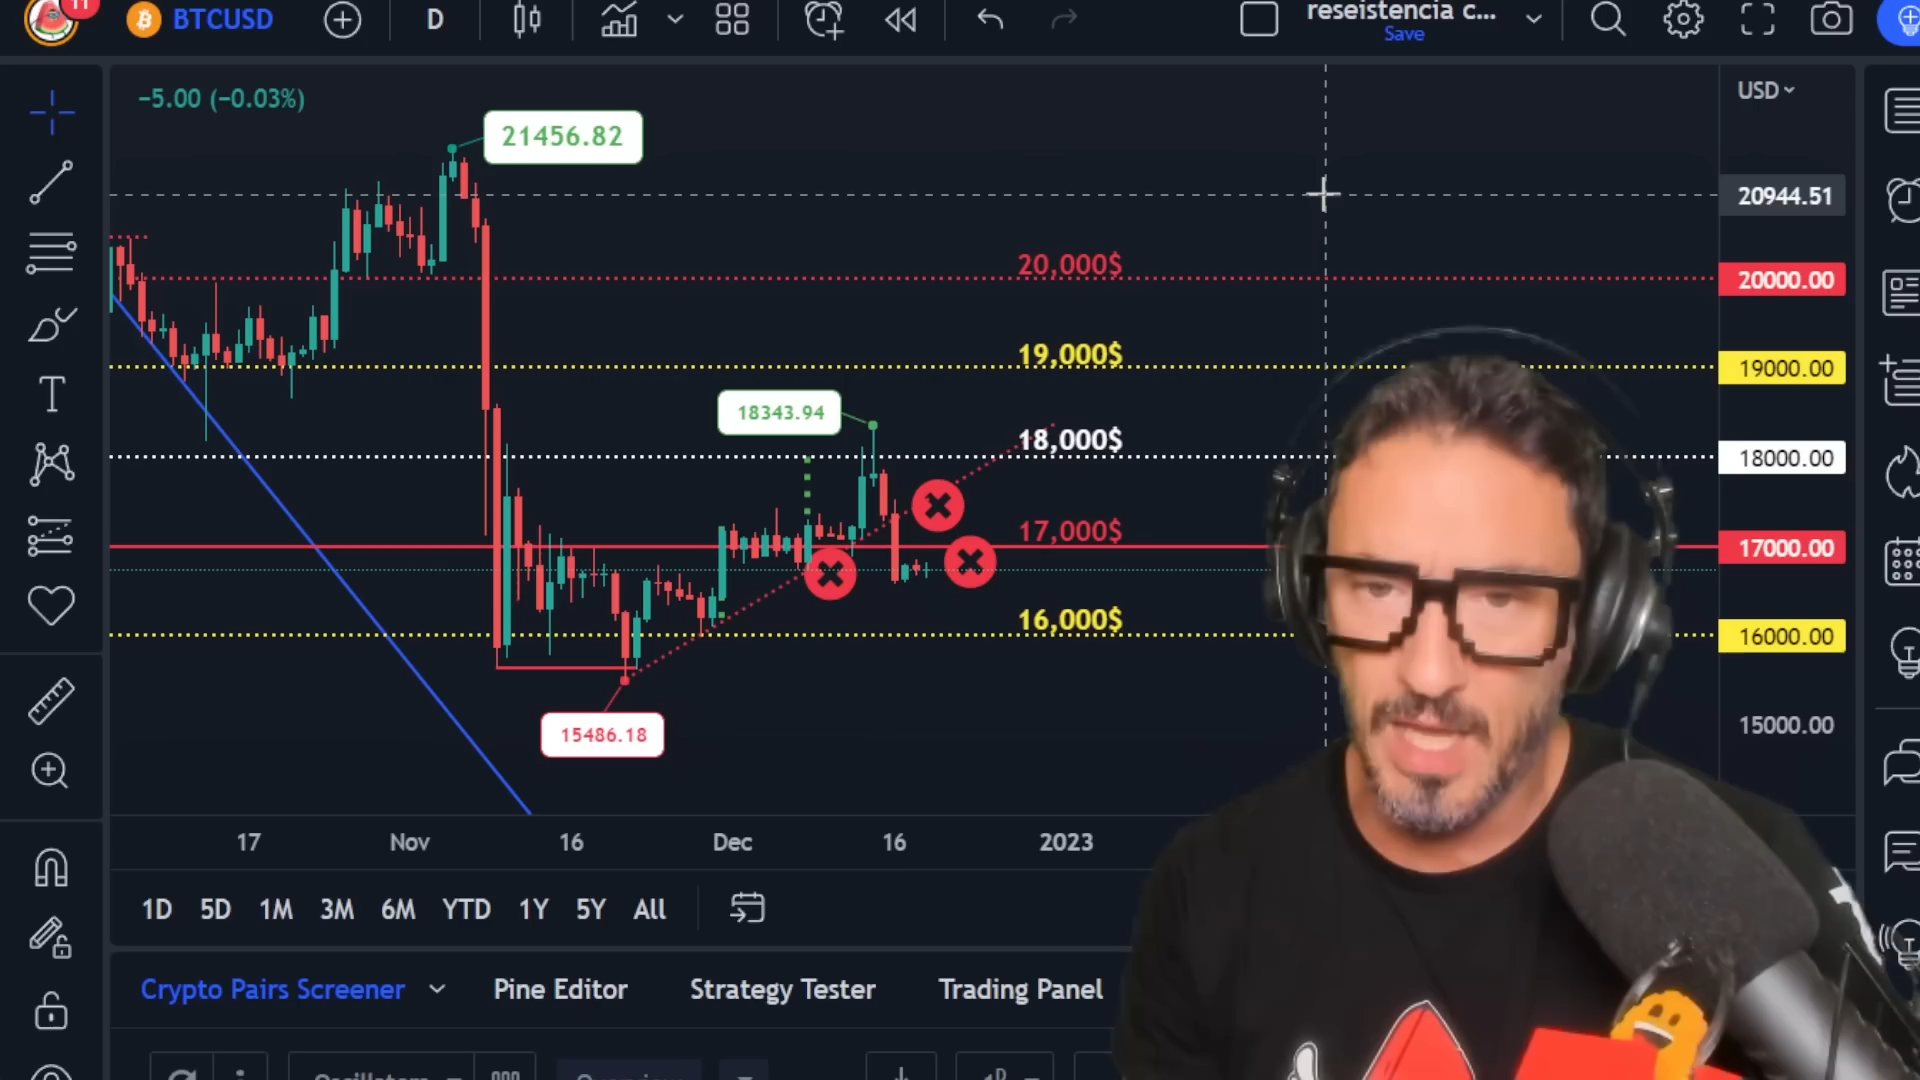 11
BTCUSD
D
reseistencia c...
Save
−5.00 (−0.03%)
USD
21456.82
20944.51
20,000$
20000.00
19,000$
19000.00
18343.94
18,000$
18000.00
17,000$
17000.00
16,000$
16000.00
15486.18
15000.00
17
Nov
16
Dec
16
2023
1D
5D
1M
3M
6M
YTD
1Y
5Y
All
Crypto Pairs Screener
Pine Editor
Strategy Tester
Trading Panel